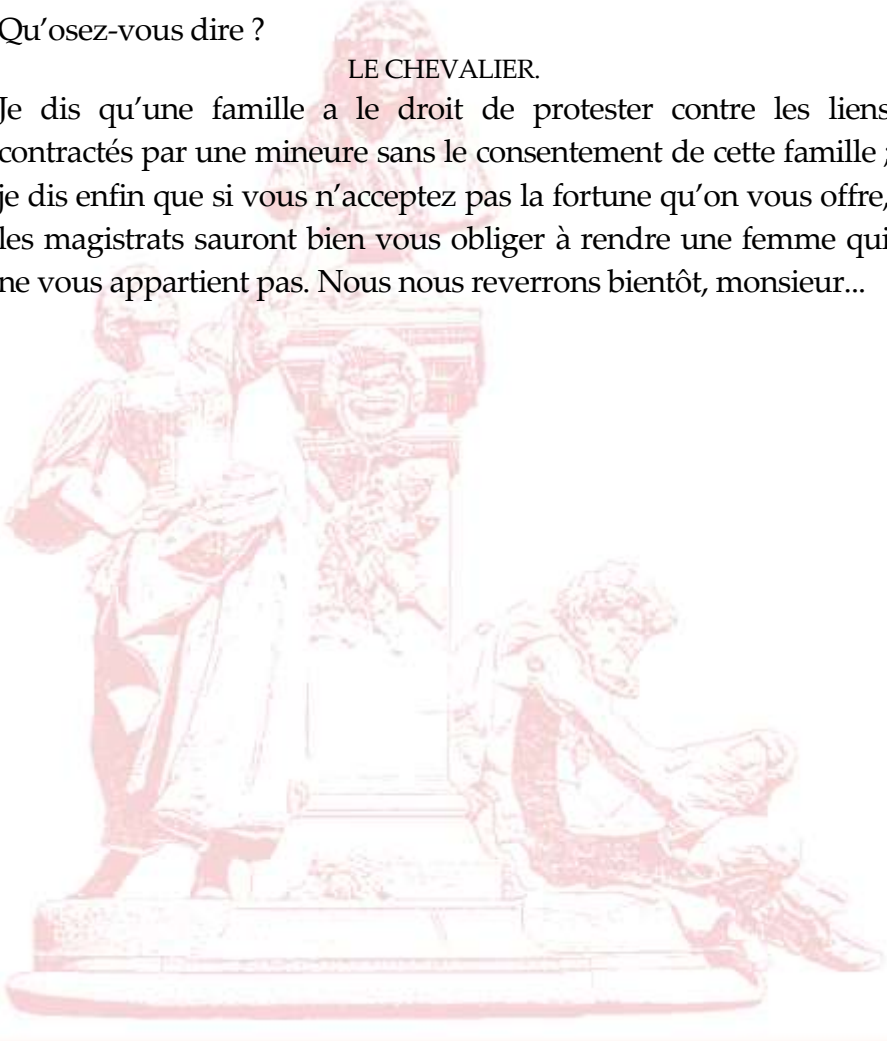 Qu’osez-vous dire ?
LE CHEVALIER.
Je dis qu’une famille a le droit de protester contre les liens
contractés par une mineure sans le consentement de cette famille ;
je dis enfin que si vous n’acceptez pas la fortune qu’on vous offre,
les magistrats sauront bien vous obliger à rendre une femme qui
ne vous appartient pas. Nous nous reverrons bientôt, monsieur...